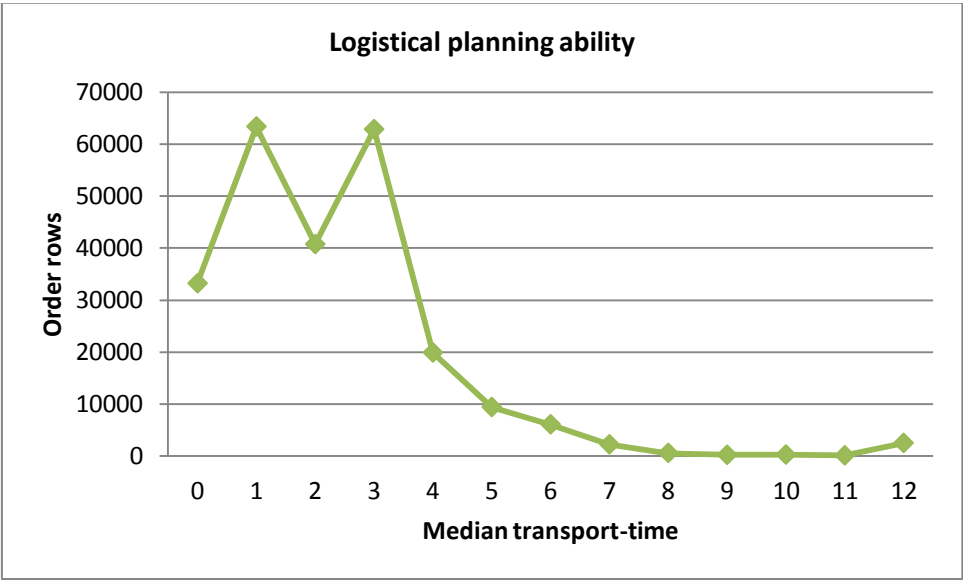 Logistical planning ability
70000
60000
50000
40000
30000
20000
10000
0
Order rows
0 1 2 3 4 5 6 7 8 9 10 11 12
Median transport-time